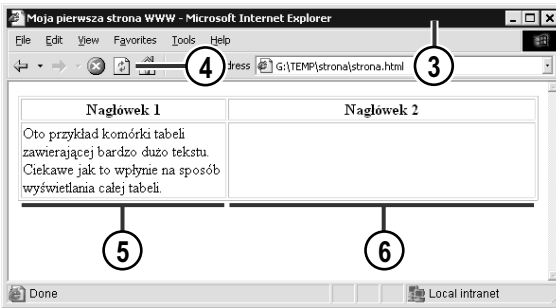 Moja pierwsza strona WWW - Microsoft Internet Explorer
File Edit View Favorites Tools Help
dress G:\TEMP\strona\strona.html
4
3
Nagłówek 1 Nagłówek 2
Oto przykład komórki tabeli
zawierającej bardzo dużo tekstu.
Ciekawe jak to wpłynie na sposób
wyświetlania całej tabeli.
5
6
Done Local intranet